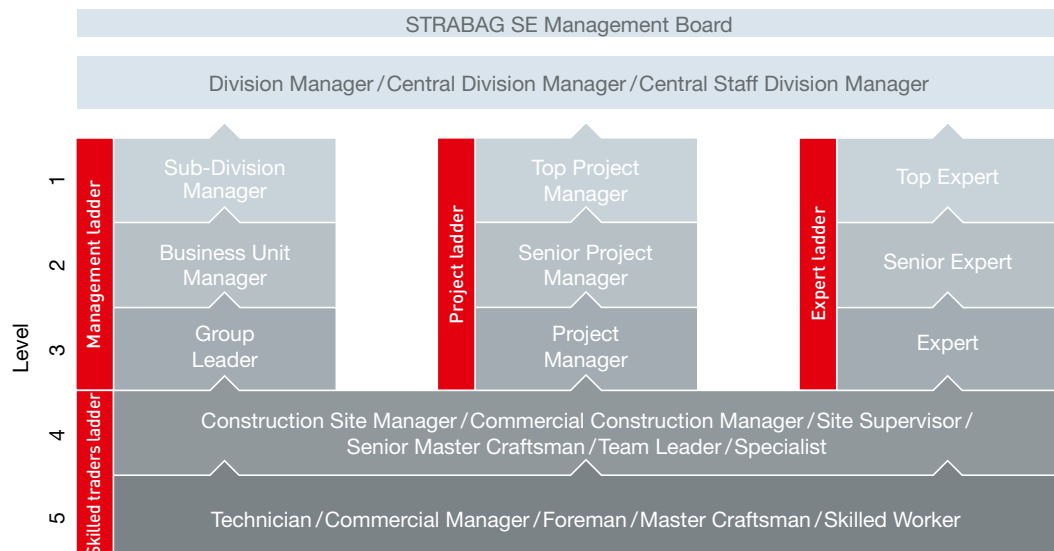 STRABAG SE Management Board
Division Manager/Central Division Manager/Central Staff Division Manager
Level
1
2
3
4
5
Management ladder
Sub-Division
Manager
Business Unit
Manager
Group
Leader
Project ladder
Top Project
Manager
Senior Project
Manager
Project
Manager
Expert ladder
Top Expert
Senior Expert
Expert
Skilled traders ladder
Construction Site Manager/Commercial Construction Manager/Site Supervisor/
Senior Master Craftsman/Team Leader/Specialist
Technician/Commercial Manager/Foreman/Master Craftsman/Skilled Worker